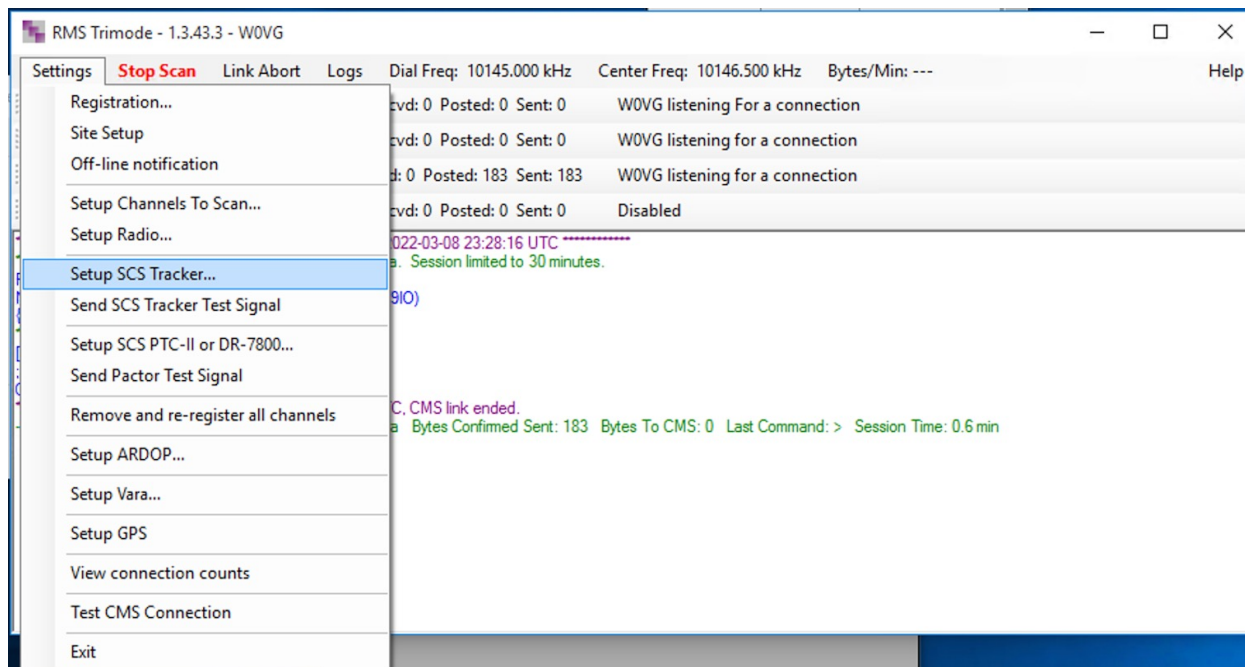 RMS Trimode - 1.3.43.3 - W0VG
Settings Stop Scan Link Abort Logs Dial Freq: 10145.000 kHz Center Freq: 10146.500 kHz Bytes/Min: --- Help
Registration...
Site Setup
Off-line notification
Setup Channels To Scan...
Setup Radio...
Setup SCS Tracker...
Send SCS Tracker Test Signal
Setup SCS PTC-II or DR-7800...
Send Pactor Test Signal
Remove and re-register all channels
Setup ARDOP...
Setup Vara...
Setup GPS
View connection counts
Test CMS Connection
Exit
cvd: 0 Posted: 0 Sent: 0 W0VG listening For a connection
cvd: 0 Posted: 0 Sent: 0 W0VG listening for a connection
d: 0 Posted: 183 Sent: 183 W0VG listening for a connection
cvd: 0 Posted: 0 Sent: 0 Disabled
022-03-08 23:28:16 UTC ************
a. Session limited to 30 minutes.
9IO)
C, CMS link ended.
a Bytes Confirmed Sent: 183 Bytes To CMS: 0 Last Command: > Session Time: 0.6 min